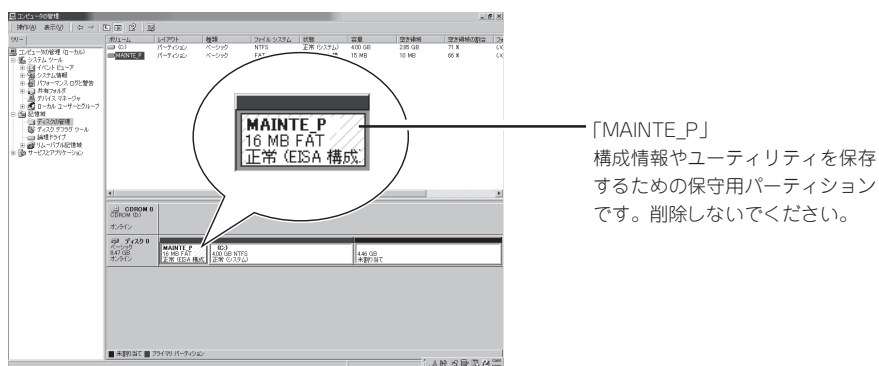 コンピュータの管理
操作(A) 表示(V)
ツリー
コンピュータの管理 (ローカル)
システム ツール
イベント ビューア
システム情報
パフォーマンス ログと警告
共有フォルダ
デバイス マネージャ
ローカル ユーザーとグループ
記憶域
ディスクの管理
ディスク デフラグ ツール
論理ドライブ
リムーバブル記憶域
サービスとアプリケーション
ボリューム レイアウト 種類 ファイル システム 状態 容量 空き領域 空き領域の割合
(C:) パーティション ベーシック NTFS 正常 (システム) 4.00 GB 2.85 GB 71 %
MAINTE_P パーティション ベーシック FAT 15 MB 10 MB 66 %
MAINTE_P
16 MB FAT
正常 (EISA 構成
「MAINTE_P」
構成情報やユーティリティを保存
するための保守用パーティション
です。削除しないでください。
CDROM 0
CDROM (D:)
オンライン
ディスク 0
ベーシック
8.47 GB
オンライン
MAINTE_P
16 MB FAT
正常 (EISA 構成
(C:)
4.00 GB NTFS
正常 (システム)
4.46 GB
未割り当て
未割り当て プライマリ パーティション